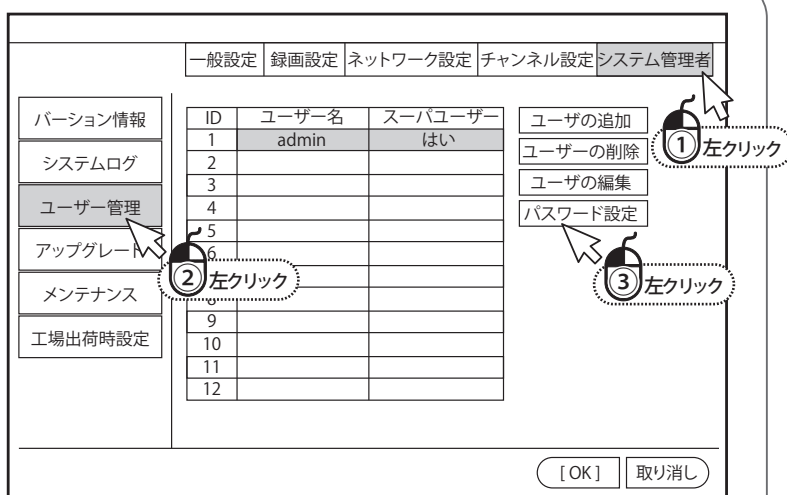 一般設定 録画設定 ネットワーク設定 チャンネル設定 システム管理者
バージョン情報
システムログ
ユーザー管理
アップグレード
メンテナンス
工場出荷時設定
ID ユーザー名 スーパユーザー
1 admin はい
2
3
4
5
6
9
10
11
12
ユーザの追加
ユーザーの削除
ユーザの編集
パスワード設定
1 左クリック
2 左クリック
3 左クリック
[ OK ] 取り消し